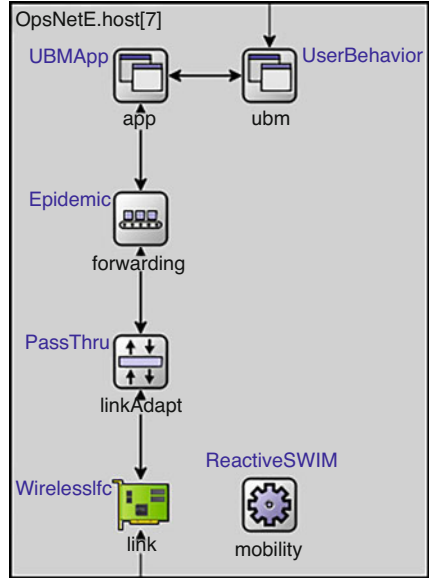 OpsNetE.host[7]
UBMApp
UserBehavior
app
ubm
Epidemic
forwarding
PassThru
linkAdapt
ReactiveSWIM
WirelessIfc
link
mobility